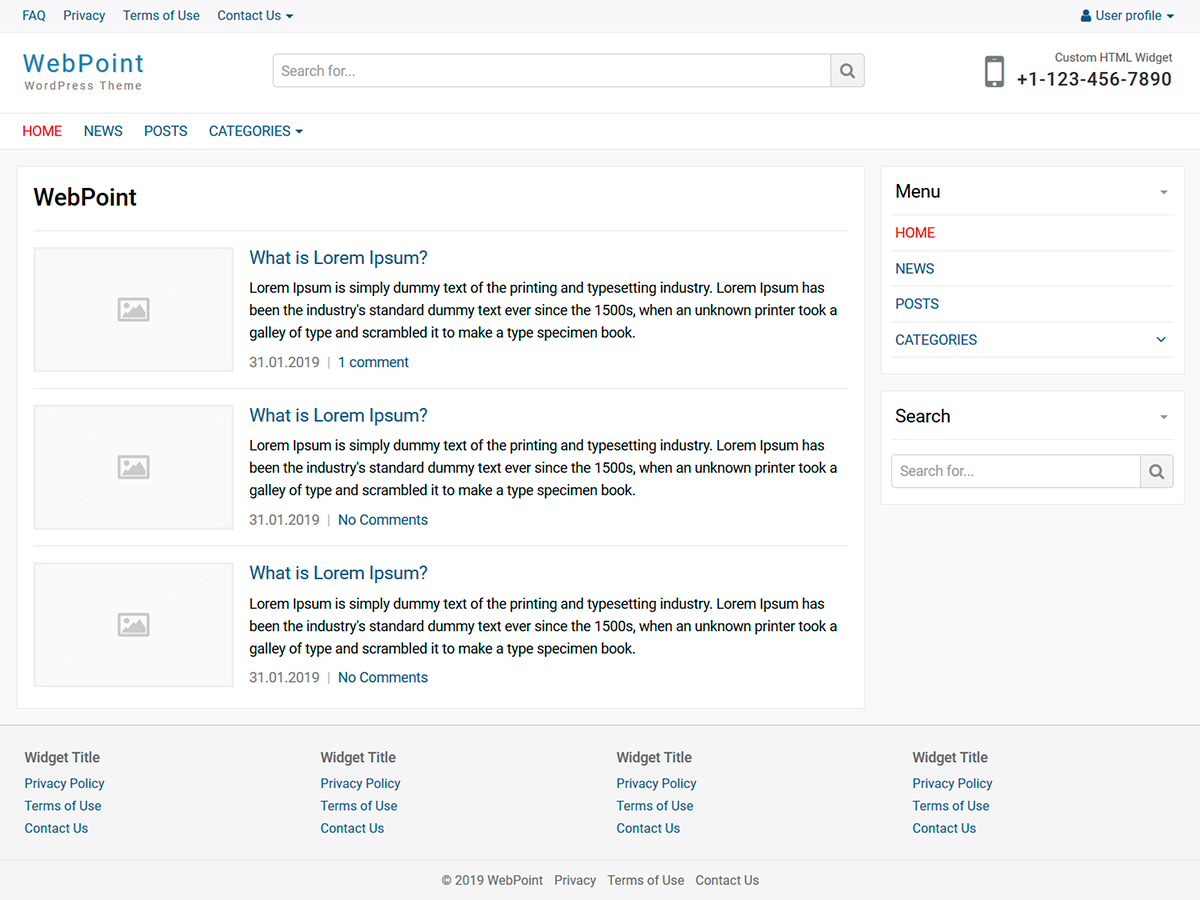 FAQ Privacy Terms of Use Contact Us User profile
WebPoint
WordPress Theme
Search for...
Custom HTML Widget
+1-123-456-7890
HOME NEWS POSTS CATEGORIES
WebPoint
What is Lorem Ipsum?
Lorem Ipsum is simply dummy text of the printing and typesetting industry. Lorem Ipsum has
been the industry's standard dummy text ever since the 1500s, when an unknown printer took a
galley of type and scrambled it to make a type specimen book.
31.01.2019 | 1 comment
What is Lorem Ipsum?
Lorem Ipsum is simply dummy text of the printing and typesetting industry. Lorem Ipsum has
been the industry's standard dummy text ever since the 1500s, when an unknown printer took a
galley of type and scrambled it to make a type specimen book.
31.01.2019 | No Comments
What is Lorem Ipsum?
Lorem Ipsum is simply dummy text of the printing and typesetting industry. Lorem Ipsum has
been the industry's standard dummy text ever since the 1500s, when an unknown printer took a
galley of type and scrambled it to make a type specimen book.
31.01.2019 | No Comments
Menu
HOME
NEWS
POSTS
CATEGORIES
Search
Search for...
Widget Title
Privacy Policy
Terms of Use
Contact Us
Widget Title
Privacy Policy
Terms of Use
Contact Us
Widget Title
Privacy Policy
Terms of Use
Contact Us
Widget Title
Privacy Policy
Terms of Use
Contact Us
© 2019 WebPoint Privacy Terms of Use Contact Us